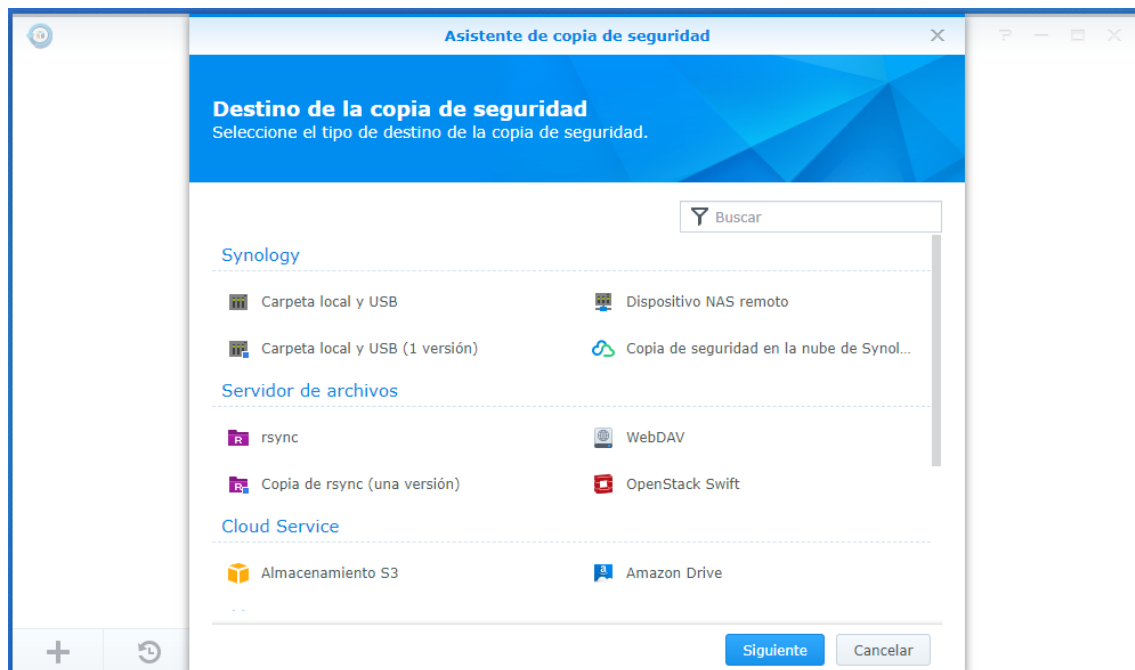 Asistente de copia de seguridad
Destino de la copia de seguridad
Seleccione el tipo de destino de la copia de seguridad.
Buscar
Synology
Carpeta local y USB
Dispositivo NAS remoto
Carpeta local y USB (1 versión)
Copia de seguridad en la nube de Synol...
Servidor de archivos
rsync
WebDAV
Copia de rsync (una versión)
OpenStack Swift
Cloud Service
Almacenamiento S3
Amazon Drive
Siguiente
Cancelar